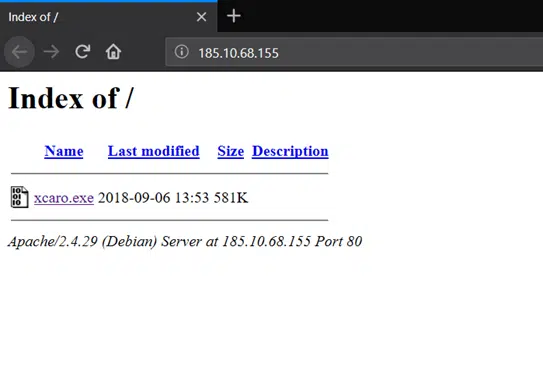 Index of /
185.10.68.155
Index of /
Name Last modified Size Description
xcaro.exe 2018-09-06 13:53 581K
Apache/2.4.29 (Debian) Server at 185.10.68.155 Port 80